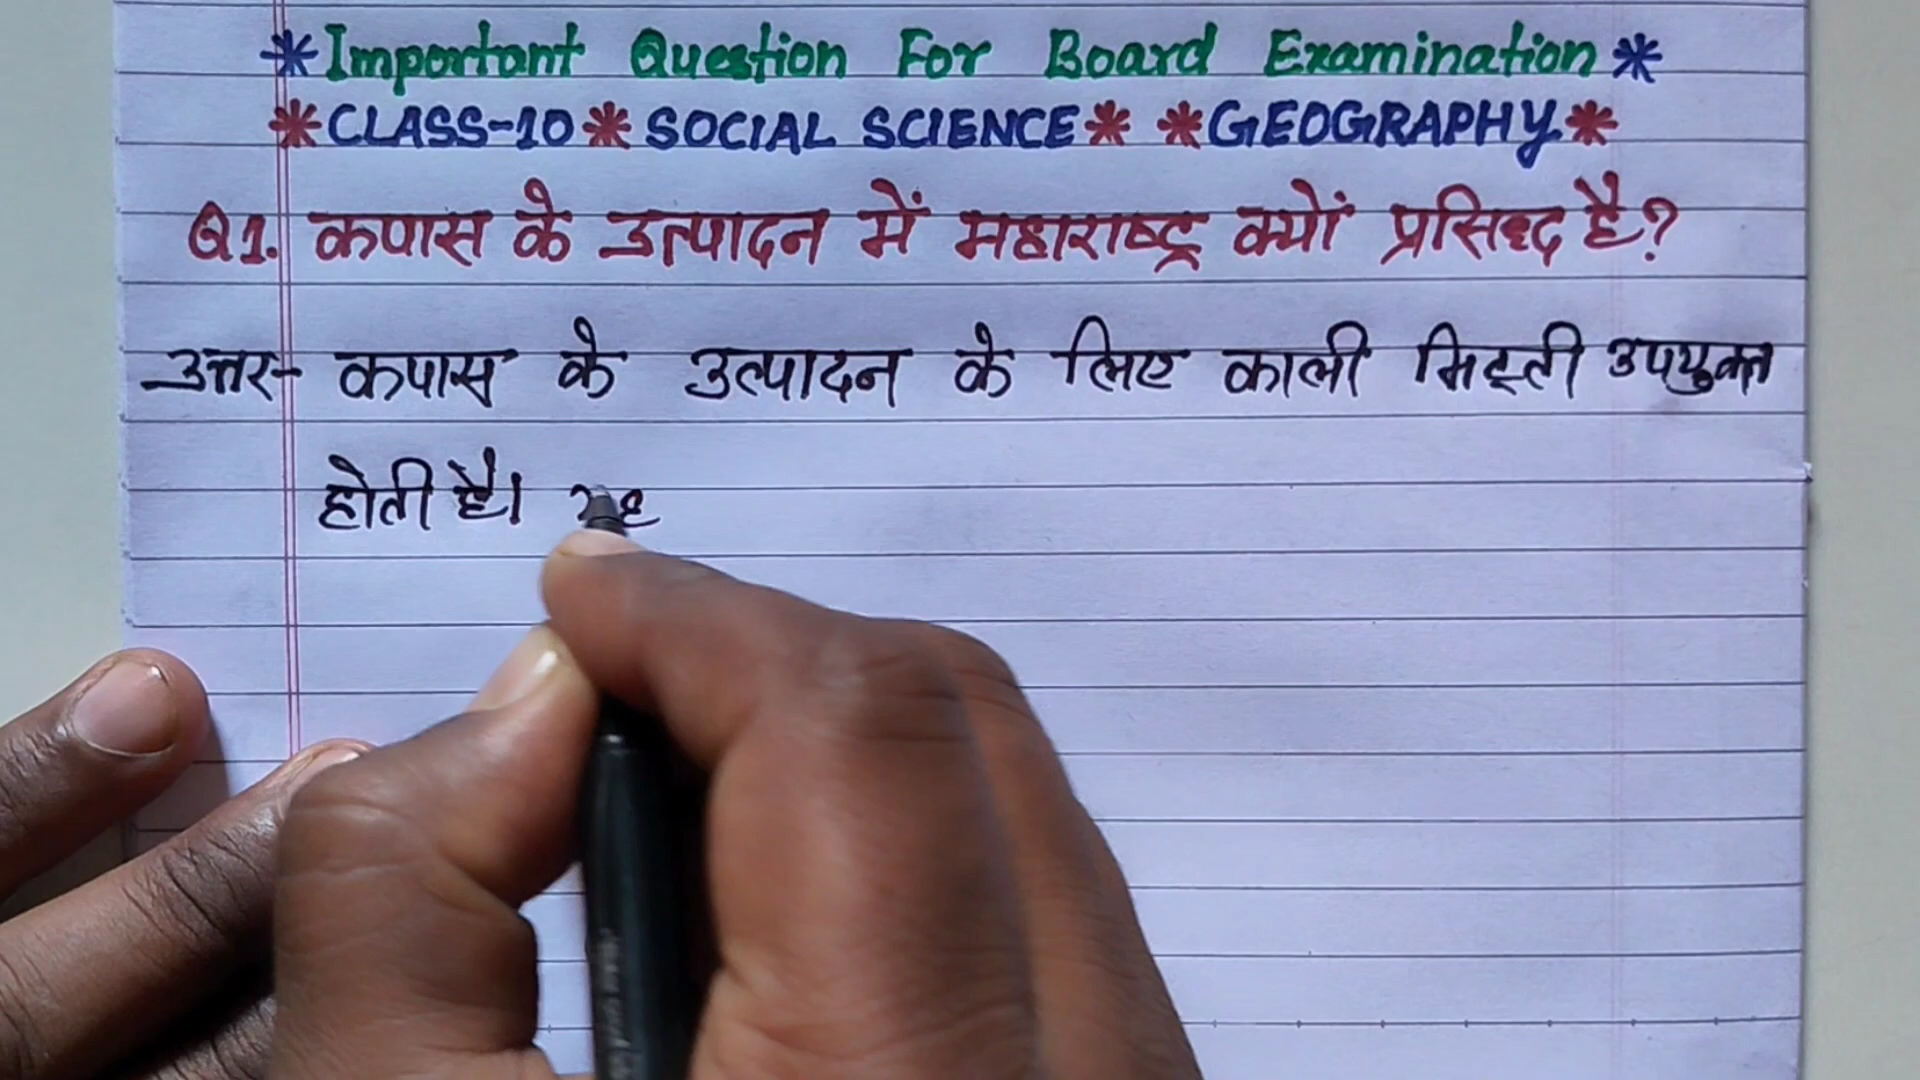 *Important Question For Board Examination*
*CLASS-10* SOCIAL SCIENCE* *GEOGRAPHY*
Q1. कपास के उत्पादन में महाराष्ट्र क्यों प्रसिध्द है?
उत्तर- कपास के उत्पादन के लिए काली मिट्टी उपयुक्त
होती है।